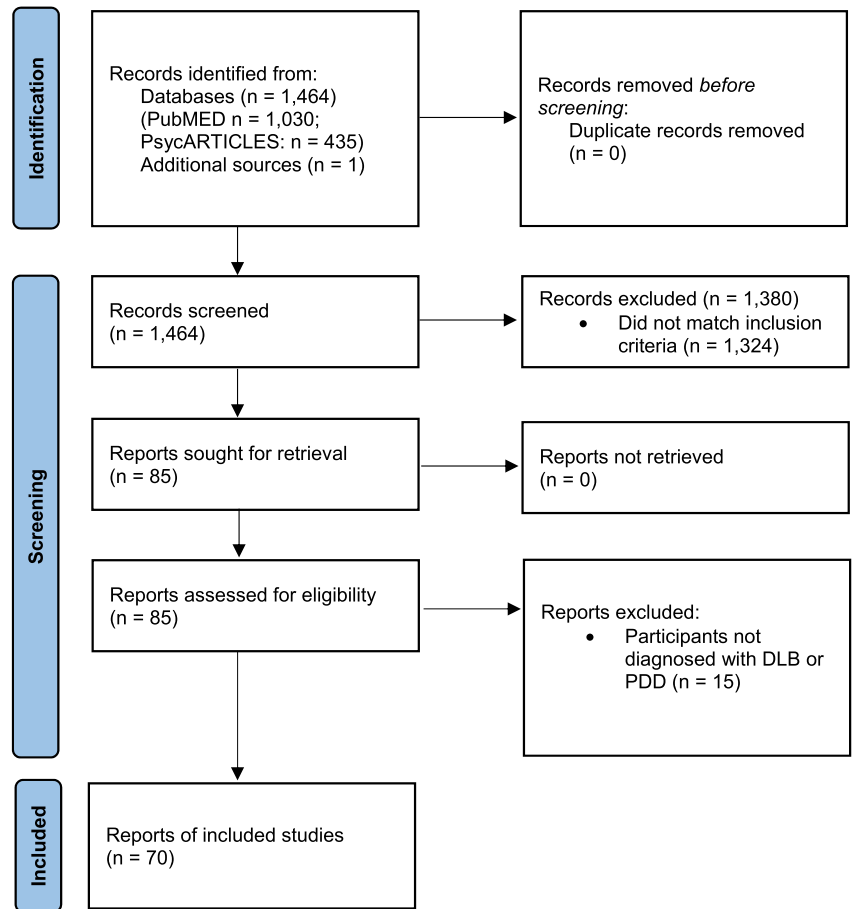 Identification
Records identified from:
Databases (n = 1,464)
(PubMED n = 1,030;
PsycARTICLES: n = 435)
Additional sources (n = 1)
Records removed before
screening:
Duplicate records removed
(n = 0)
Screening
Records screened
(n = 1,464)
Records excluded (n = 1,380)
• Did not match inclusion
criteria (n = 1,324)
Reports sought for retrieval
(n = 85)
Reports not retrieved
(n = 0)
Reports assessed for eligibility
(n = 85)
Reports excluded:
• Participants not
diagnosed with DLB or
PDD (n = 15)
Included
Reports of included studies
(n = 70)